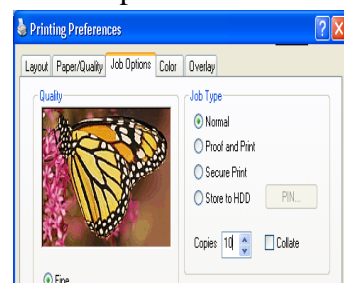 Printing Preferences
Layout Paper/Quality Job Options Color Overlay
Quality
Job Type
Normal
Proof and Print
Secure Print
Store to HDD PIN...
Copies 10 Collate
Fine